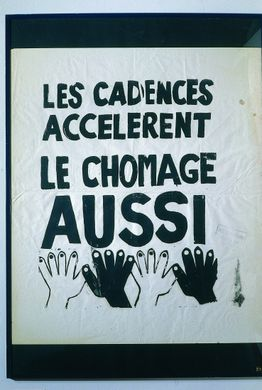 LES CADENCES
ACCELERENT
LE CHOMAGE
AUSSI